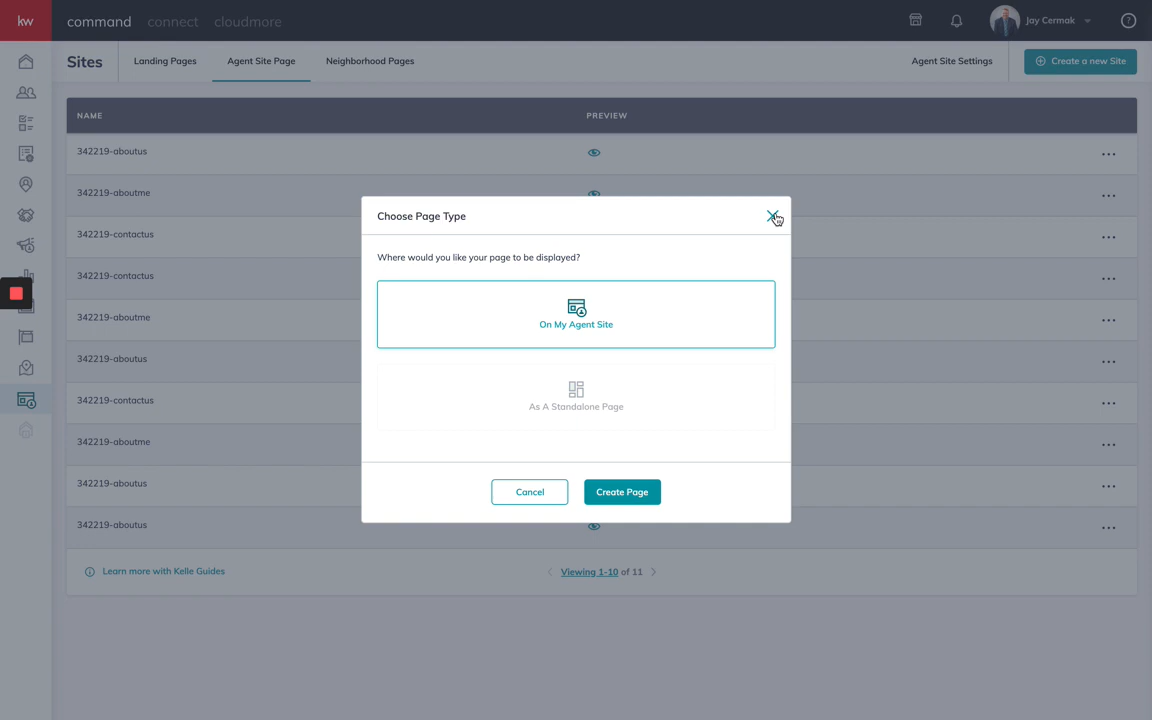 kw command connect cloudmore Jay Cermak ?
Sites Landing Pages Agent Site Page Neighborhood Pages Agent Site Settings Create a new Site
NAME PREVIEW
342219-aboutus
342219-aboutme
342219-contactus
342219-contactus
342219-aboutme
342219-aboutus
342219-contactus
342219-aboutme
342219-aboutus
342219-aboutus
Learn more with Kelle Guides Viewing 1-10 of 11
Choose Page Type
Where would you like your page to be displayed?
On My Agent Site
As A Standalone Page
Cancel Create Page